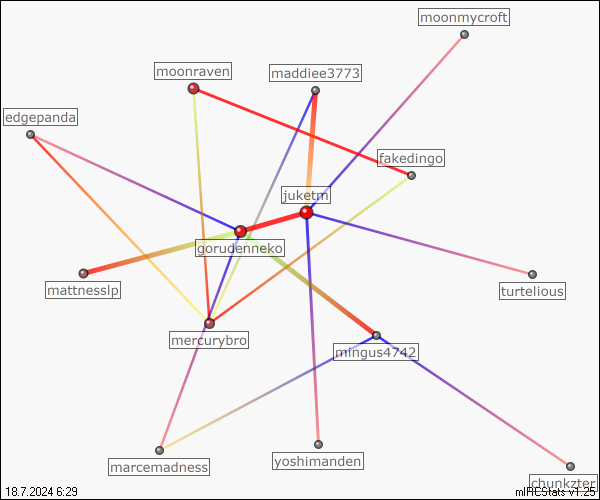 moonmycroft
moonraven
maddiee3773
edgepanda
fakedingo
juketm
gorudenneko
mattnesslp
turtelious
mercurybro
mingus4742
marcemadness
yoshimanden
chunkzter
18.7.2024 6:29
mIRCStats v1.25